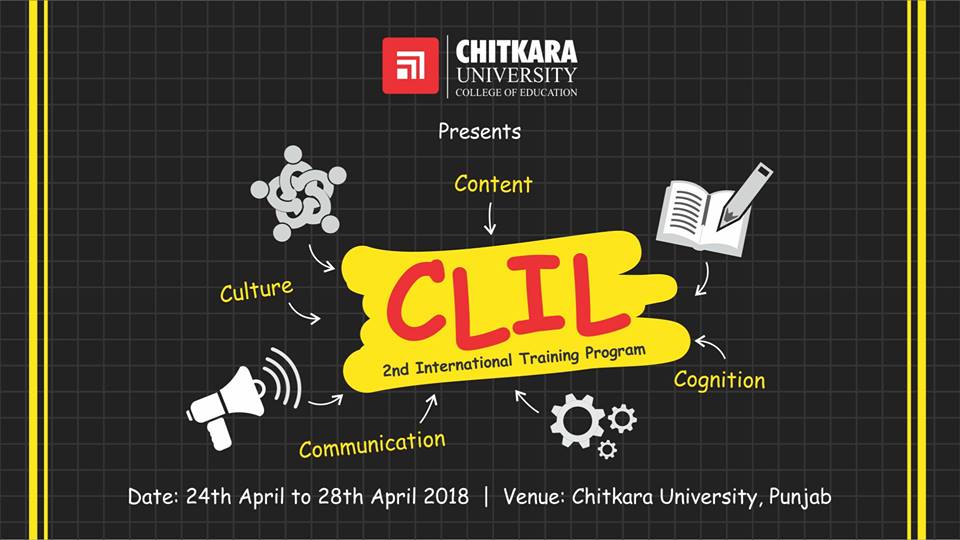 CHITKARA
UNIVERSITY
COLLEGE OF EDUCATION
Presents
Content
Culture
CLIL
2nd International Training Program
Cognition
Communication
Date: 24th April to 28th April 2018 | Venue: Chitkara University, Punjab